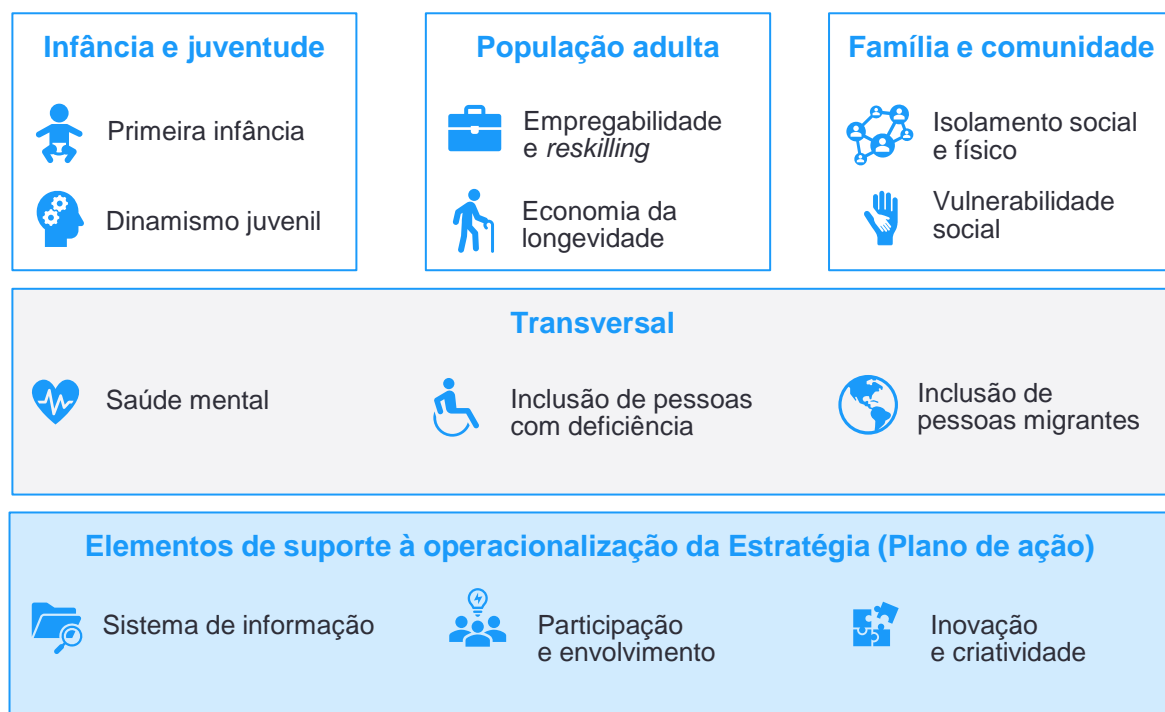 Infância e juventude
Primeira infância
Dinamismo juvenil
População adulta
Empregabilidade
e reskilling
Economia da
longevidade
Família e comunidade
Isolamento social
e físico
Vulnerabilidade
social
Transversal
Saúde mental
Inclusão de pessoas
com deficiência
Inclusão de
pessoas migrantes
Elementos de suporte à operacionalização da Estratégia (Plano de ação)
Sistema de informação
Participação
e envolvimento
Inovação
e criatividade